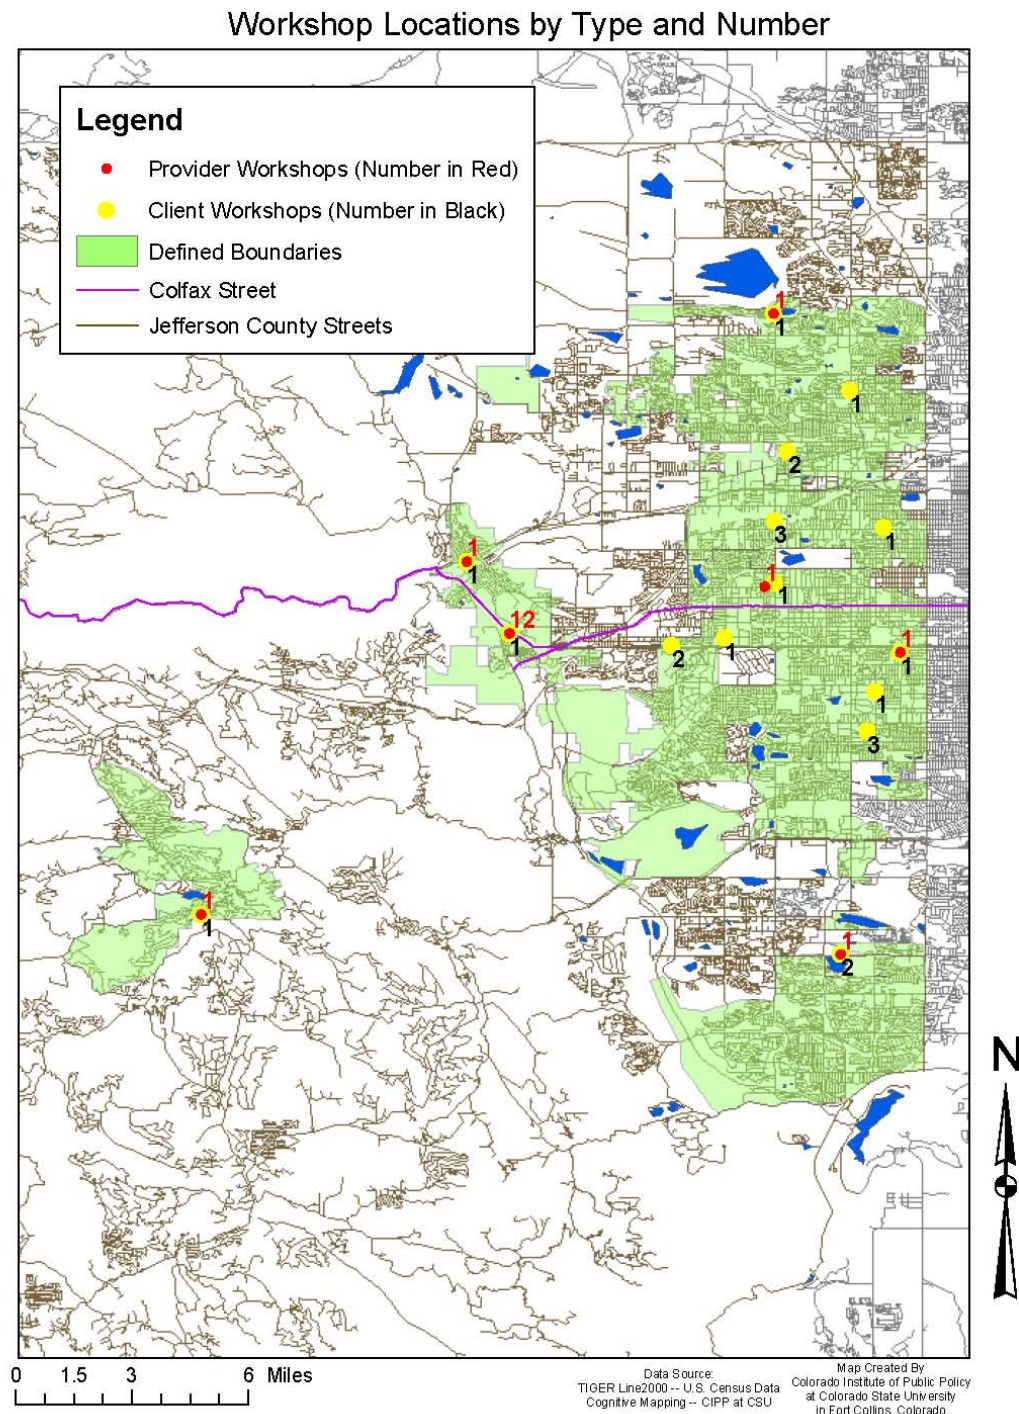 Workshop Locations by Type and Number
Legend
Provider Workshops (Number in Red)
Client Workshops (Number in Black)
Defined Boundaries
Colfax Street
Jefferson County Streets
1
1
1
2
3
1
1
1
1
1
12
1
2
1
1
1
1
3
1
1
1
2
N
0 1.5 3 6 Miles
Data Source:
TIGER Line2000 -- U.S. Census Data
Cognitive Mapping -- CIPP at CSU
Map Created By
Colorado Institute of Public Policy
at Colorado State University
in Fort Collins, Colorado